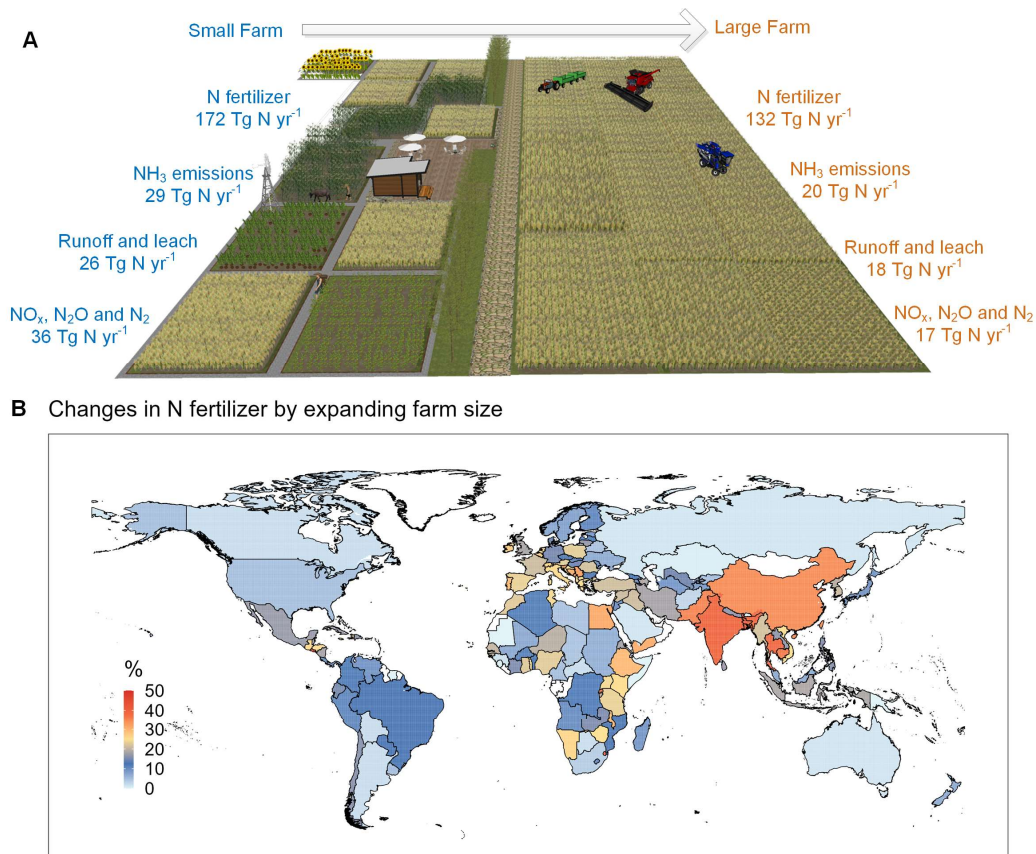 A
Small Farm
Large Farm
N fertilizer
172 Tg N yr⁻¹
N fertilizer
132 Tg N yr⁻¹
NH₃ emissions
29 Tg N yr⁻¹
NH₃ emissions
20 Tg N yr⁻¹
Runoff and leach
26 Tg N yr⁻¹
Runoff and leach
18 Tg N yr⁻¹
NOₓ, N₂O and N₂
36 Tg N yr⁻¹
NOₓ, N₂O and N₂
17 Tg N yr⁻¹
B Changes in N fertilizer by expanding farm size
%
50
40
30
20
10
0